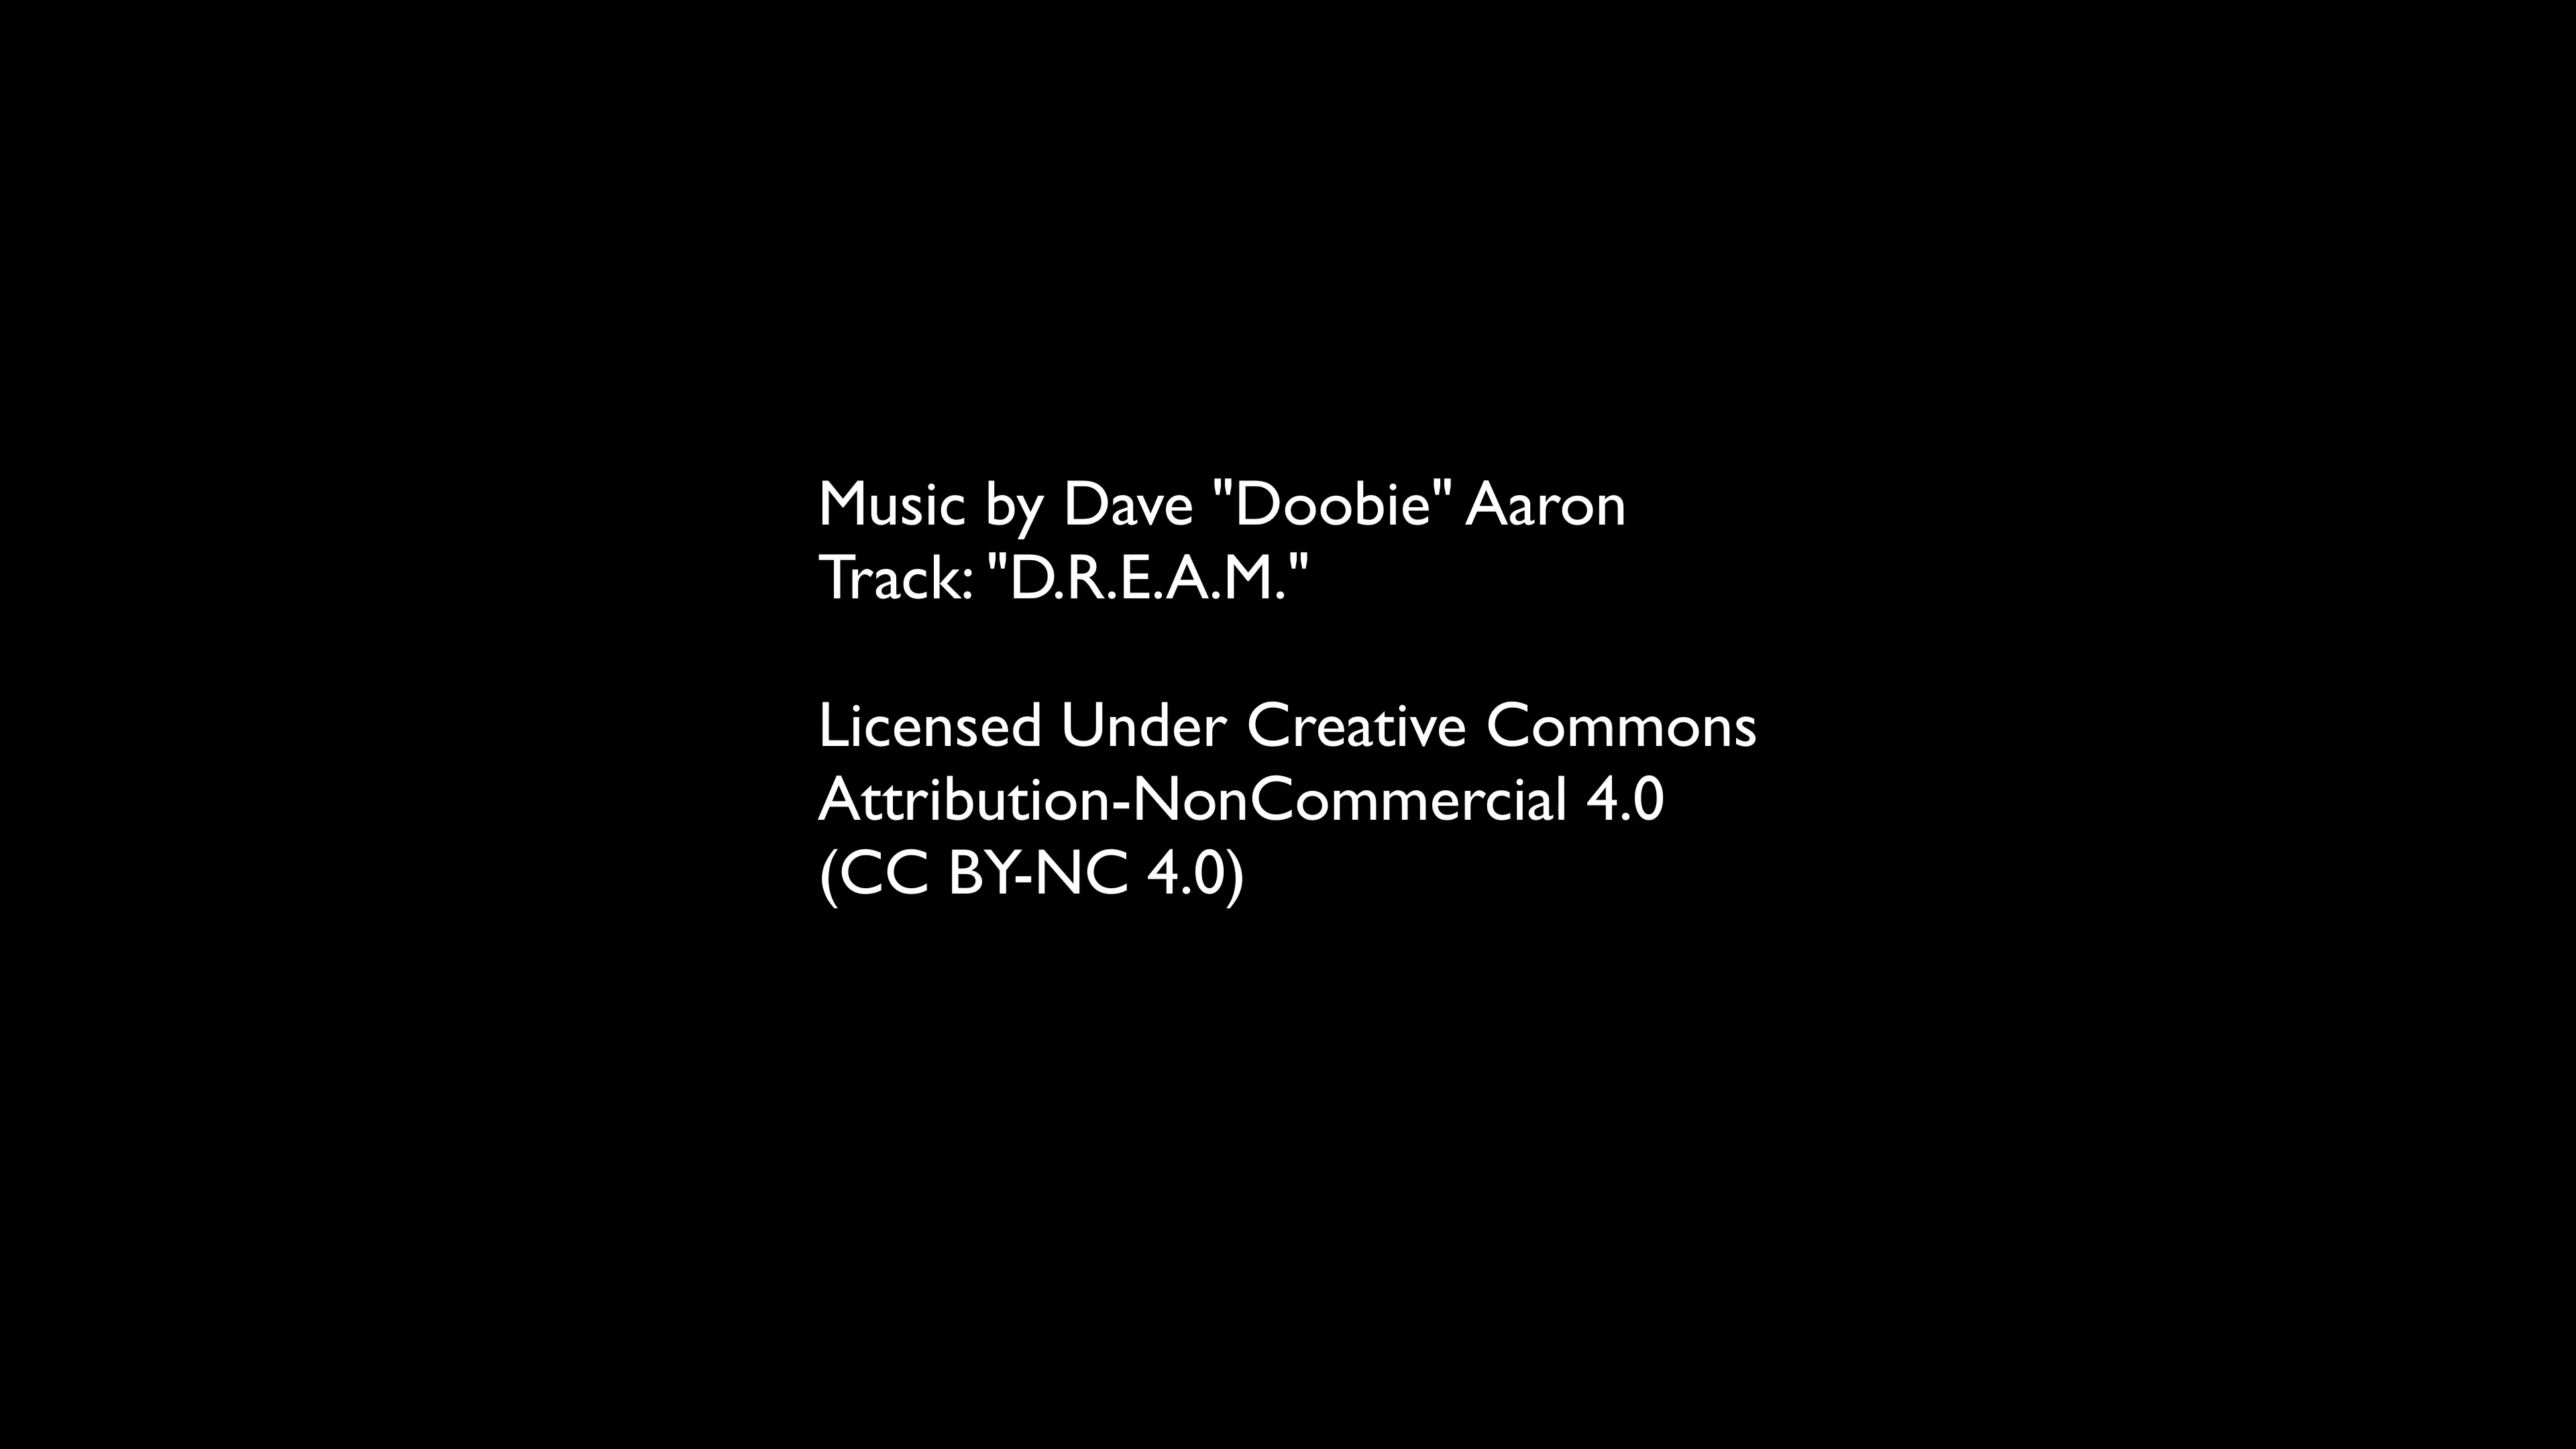 Music by Dave "Doobie" Aaron
Track: "D.R.E.A.M."
Licensed Under Creative Commons
Attribution-NonCommercial 4.0
(CC BY-NC 4.0)